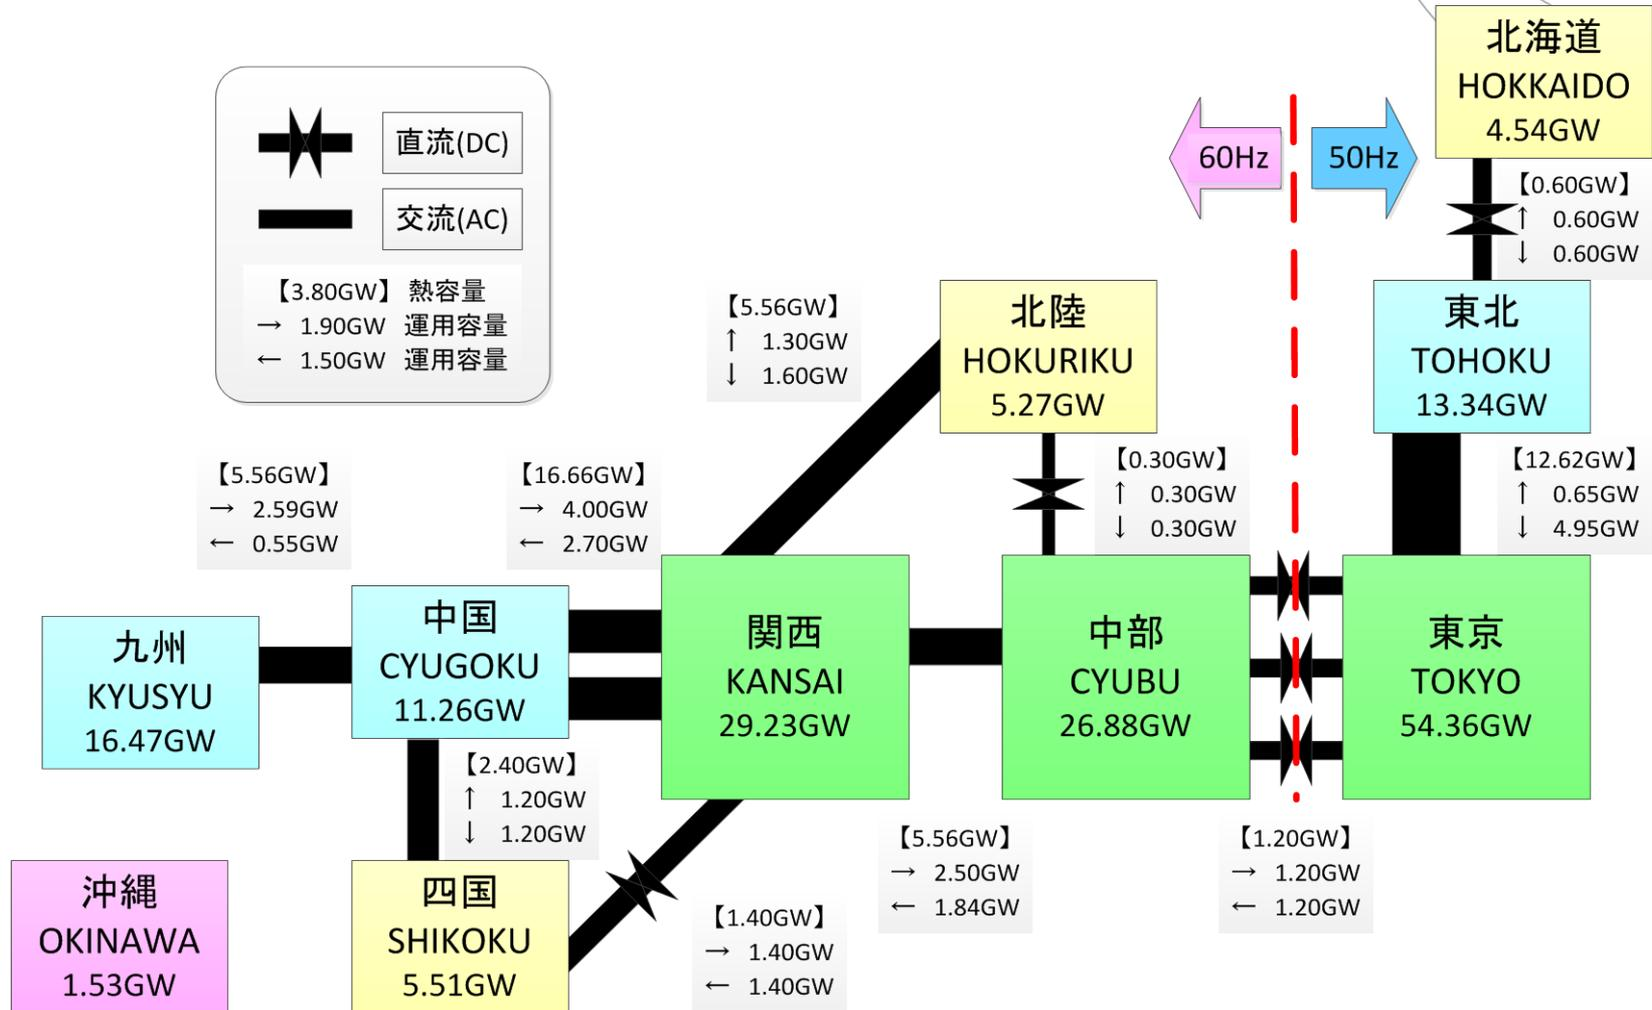 北海道
HOKKAIDO
4.54GW
直流(DC)
交流(AC)
【3.80GW】 熱容量
→ 1.90GW 運用容量
← 1.50GW 運用容量
60Hz
50Hz
【0.60GW】
↑ 0.60GW
↓ 0.60GW
【5.56GW】
↑ 1.30GW
↓ 1.60GW
北陸
HOKURIKU
5.27GW
東北
TOHOKU
13.34GW
【5.56GW】
→ 2.59GW
← 0.55GW
【16.66GW】
→ 4.00GW
← 2.70GW
【0.30GW】
↑ 0.30GW
↓ 0.30GW
【12.62GW】
↑ 0.65GW
↓ 4.95GW
九州
KYUSYU
16.47GW
中国
CYUGOKU
11.26GW
関西
KANSAI
29.23GW
中部
CYUBU
26.88GW
東京
TOKYO
54.36GW
【2.40GW】
↑ 1.20GW
↓ 1.20GW
【5.56GW】
→ 2.50GW
← 1.84GW
【1.20GW】
→ 1.20GW
← 1.20GW
沖縄
OKINAWA
1.53GW
四国
SHIKOKU
5.51GW
【1.40GW】
→ 1.40GW
← 1.40GW